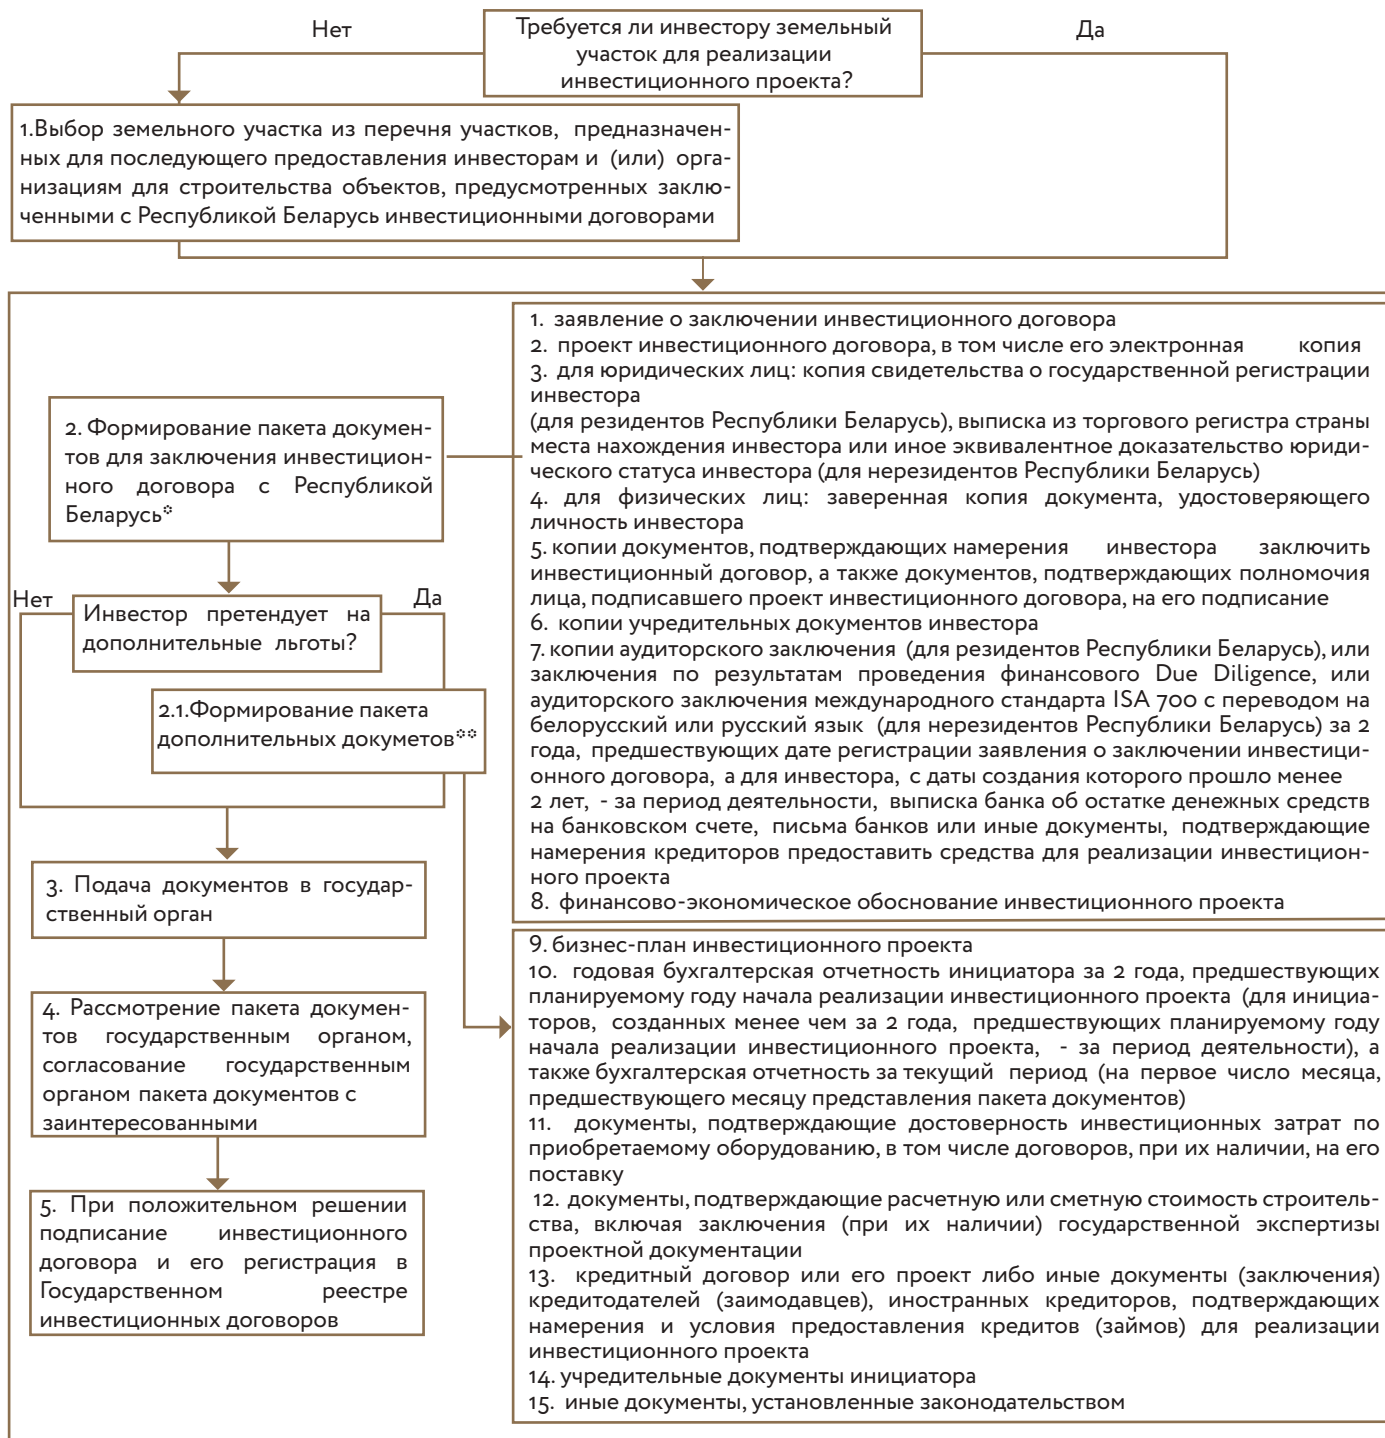 Нет
Требуется ли инвестору земельный
участок для реализации
инвестиционного проекта?
Да
1.Выбор земельного участка из перечня участков, предназначен-
ных для последующего предоставления инвесторам и (или) орга-
низациям для строительства объектов, предусмотренных заклю-
ченными с Республикой Беларусь инвестиционными договорами
2. Формирование пакета докумен-
тов для заключения инвестицион-
ного договора с Республикой
Беларусь*
Нет
Инвестор претендует на
дополнительные льготы?
Да
2.1.Формирование пакета
дополнительных докуметов**
3. Подача документов в государ-
ственный орган
4. Рассмотрение пакета докумен-
тов государственным органом,
согласование государственным
органом пакета документов с
заинтересованными
5. При положительном решении
подписание инвестиционного
договора и его регистрация в
Государственном реестре
инвестиционных договоров
1. заявление о заключении инвестиционного договора
2. проект инвестиционного договора, в том числе его электронная копия
3. для юридических лиц: копия свидетельства о государственной регистрации
инвестора
(для резидентов Республики Беларусь), выписка из торгового регистра страны
места нахождения инвестора или иное эквивалентное доказательство юриди-
ческого статуса инвестора (для нерезидентов Республики Беларусь)
4. для физических лиц: заверенная копия документа, удостоверяющего
личность инвестора
5. копии документов, подтверждающих намерения инвестора заключить
инвестиционный договор, а также документов, подтверждающих полномочия
лица, подписавшего проект инвестиционного договора, на его подписание
6. копии учредительных документов инвестора
7. копии аудиторского заключения (для резидентов Республики Беларусь), или
заключения по результатам проведения финансового Due Diligence, или
аудиторского заключения международного стандарта ISA 700 с переводом на
белорусский или русский язык (для нерезидентов Республики Беларусь) за 2
года, предшествующих дате регистрации заявления о заключении инвестици-
онного договора, а для инвестора, с даты создания которого прошло менее
2 лет, - за период деятельности, выписка банка об остатке денежных средств
на банковском счете, письма банков или иные документы, подтверждающие
намерения кредиторов предоставить средства для реализации инвестицион-
ного проекта
8. финансово-экономическое обоснование инвестиционного проекта
9. бизнес-план инвестиционного проекта
10. годовая бухгалтерская отчетность инициатора за 2 года, предшествующих
планируемому году начала реализации инвестиционного проекта (для инициа-
торов, созданных менее чем за 2 года, предшествующих планируемому году
начала реализации инвестиционного проекта, - за период деятельности), а
также бухгалтерская отчетность за текущий период (на первое число месяца,
предшествующего месяцу представления пакета документов)
11. документы, подтверждающие достоверность инвестиционных затрат по
приобретаемому оборудованию, в том числе договоров, при их наличии, на его
поставку
12. документы, подтверждающие расчетную или сметную стоимость строитель-
ства, включая заключения (при их наличии) государственной экспертизы
проектной документации
13. кредитный договор или его проект либо иные документы (заключения)
кредитодателей (заимодавцев), иностранных кредиторов, подтверждающих
намерения и условия предоставления кредитов (займов) для реализации
инвестиционного проекта
14. учредительные документы инициатора
15. иные документы, установленные законодательством